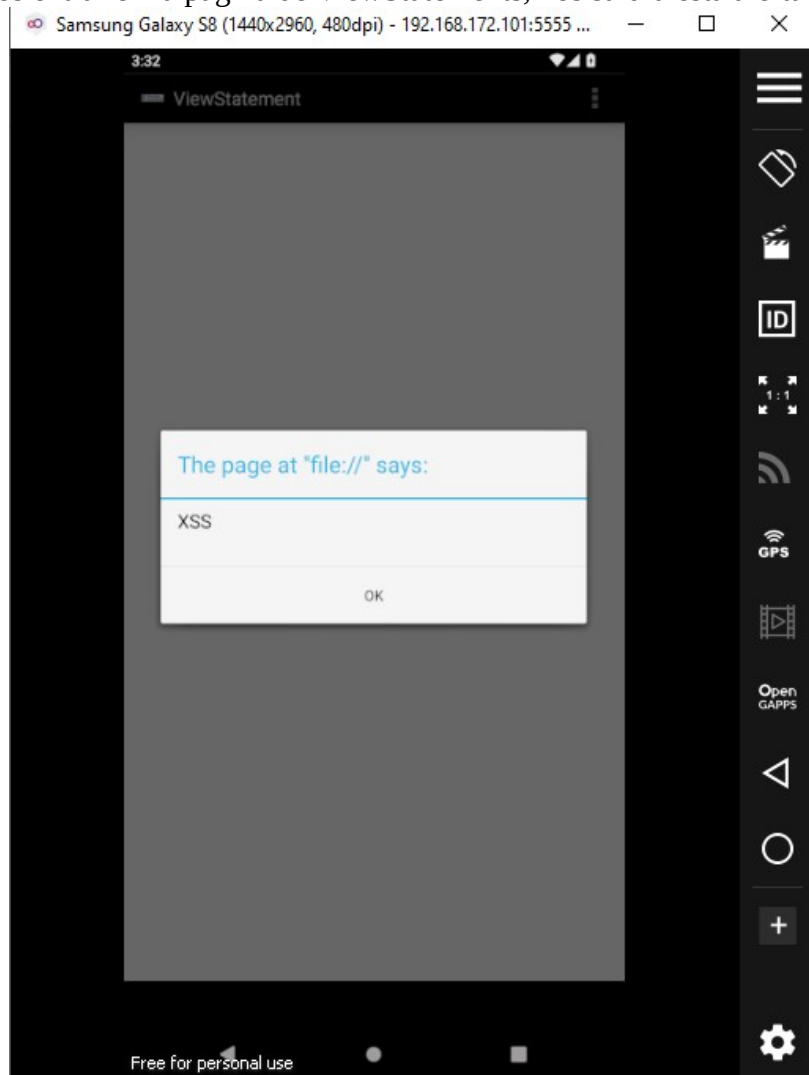 Samsung Galaxy S8 (1440x2960, 480dpi) - 192.168.172.101:5555 ...
3:32
ViewStatement
The page at "file://" says:
XSS
OK
ID
1:1
GPS
Open
GAPPS
Free for personal use